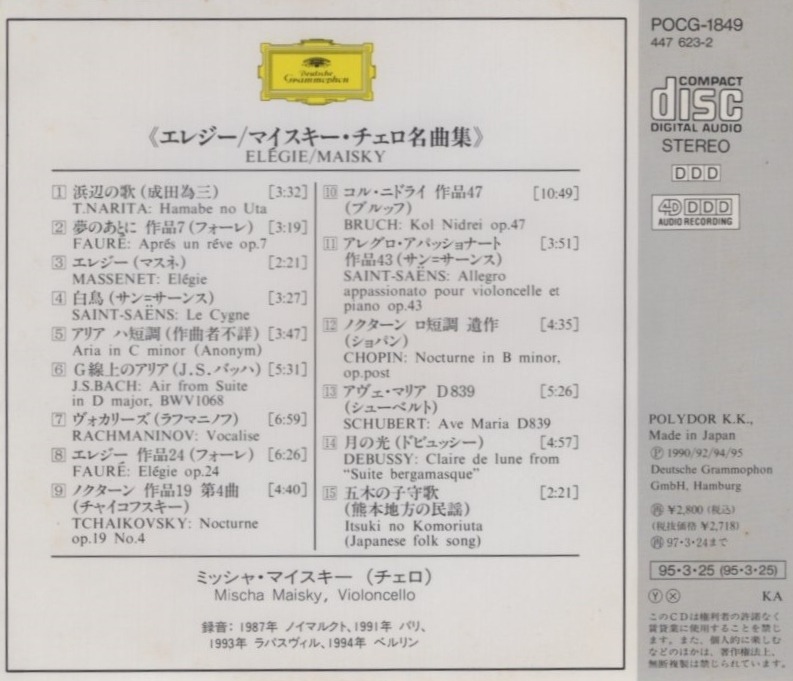 Deutsche
Grammophon
《エレジー/マイスキー・チェロ名曲集》
ELÉGIE/MAISKY
1 浜辺の歌(成田為三) [3:32]
T.NARITA: Hamabe no Uta
2 夢のあとに 作品7(フォーレ) [3:19]
FAURÉ: Aprés un réve op.7
3 エレジー(マスネ) [2:21]
MASSENET: Elégie
4 白鳥(サン=サーンス) [3:27]
SAINT-SAËNS: Le Cygne
5 アリア ハ短調(作曲者不詳) [3:47]
Aria in C minor (Anonym)
6 G線上のアリア(J.S.バッハ) [5:31]
J.S.BACH: Air from Suite
in D major, BWV1068
7 ヴォカリーズ(ラフマニノフ) [6:59]
RACHMANINOV: Vocalise
8 エレジー 作品24(フォーレ) [6:26]
FAURÉ: Elégie op.24
9 ノクターン 作品19 第4曲 [4:40]
(チャイコフスキー)
TCHAIKOVSKY: Nocturne
op.19 No.4
10 コル・ニドライ 作品47 [10:49]
(ブルッフ)
BRUCH: Kol Nidrei op.47
11 アレグロ・アパッショナート [3:51]
作品43(サン=サーンス)
SAINT-SAËNS: Allegro
appassionato pour violoncelle et
piano op.43
12 ノクターン ロ短調 遺作 [4:35]
(ショパン)
CHOPIN: Nocturne in B minor,
op.post
13 アヴェ・マリア D839 [5:26]
(シューベルト)
SCHUBERT: Ave Maria D839
14 月の光(ドビュッシー) [4:57]
DEBUSSY: Claire de lune from
“Suite bergamasque”
15 五木の子守歌 [2:21]
(熊本地方の民謡)
Itsuki no Komoriuta
(Japanese folk song)
ミッシャ・マイスキー(チェロ)
Mischa Maisky, Violoncello
録音:1987年 ノイマルクト、1991年 パリ、
1993年 ラパスヴィル、1994年 ベルリン
POCG-1849
447 623-2
COMPACT
disc
DIGITAL AUDIO
STEREO
DDD
4D DDD
AUDIO RECORDING
POLYDOR K.K.,
Made in Japan
Ⓟ 1990/92/94/95
Deutsche Grammophon
GmbH, Hamburg
¥2,800(税込)
(税抜価格 ¥2,718)
97・3・24まで
95・3・25 (95・3・25)
Ⓨ Ⓧ KA
このCDは権利者の許諾なく
賃貸業に使用することを禁じ
ます。また、個人的に楽しむ
などのほかは、著作権法上、
無断複製は禁じられています。